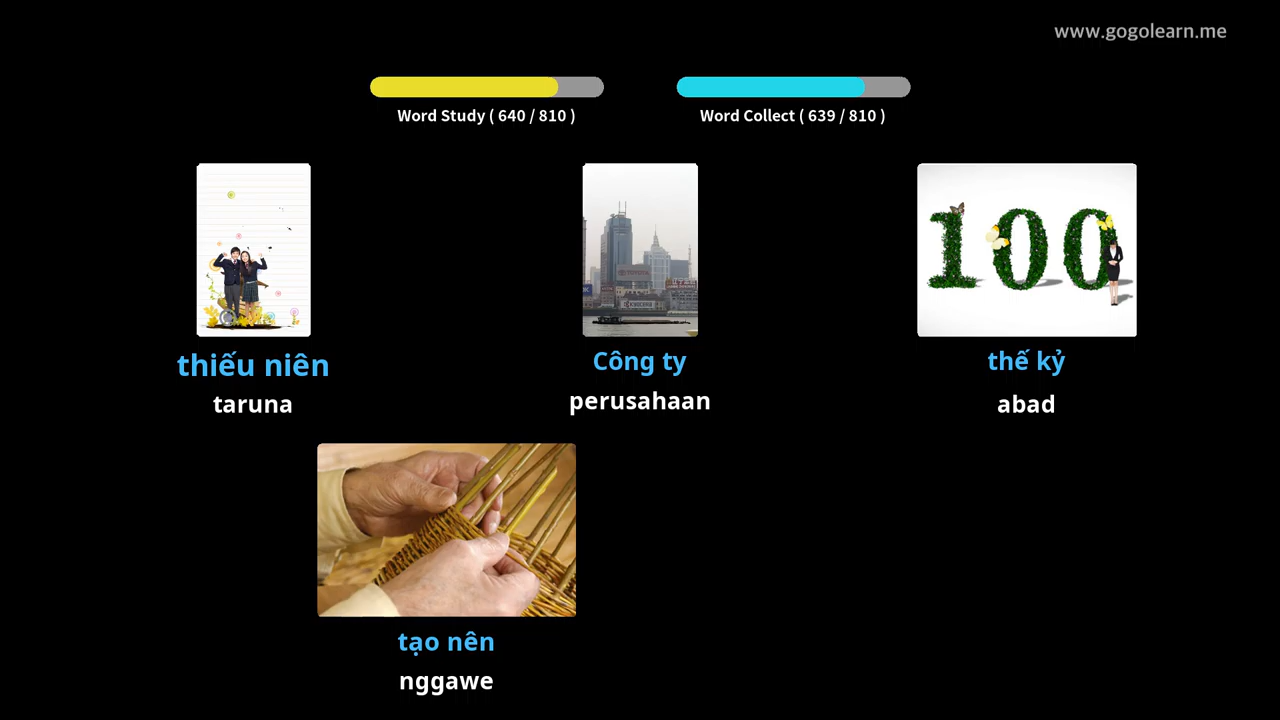 www.gogolearn.me
Word Study ( 640 / 810 )
Word Collect ( 639 / 810 )
TOYOTA
thiếu niên
Công ty
thế kỷ
100
taruna
perusahaan
abad
tạo nên
nggawe